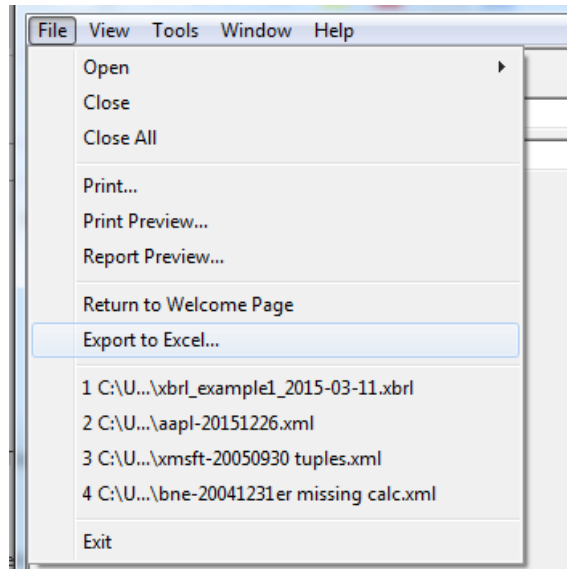 File View Tools Window Help
Open
Close
Close All
Print...
Print Preview...
Report Preview...
Return to Welcome Page
Export to Excel...
1 C:\U...\xbrl_example1_2015-03-11.xbrl
2 C:\U...\aapl-20151226.xml
3 C:\U...\xmsft-20050930 tuples.xml
4 C:\U...\bne-20041231er missing calc.xml
Exit